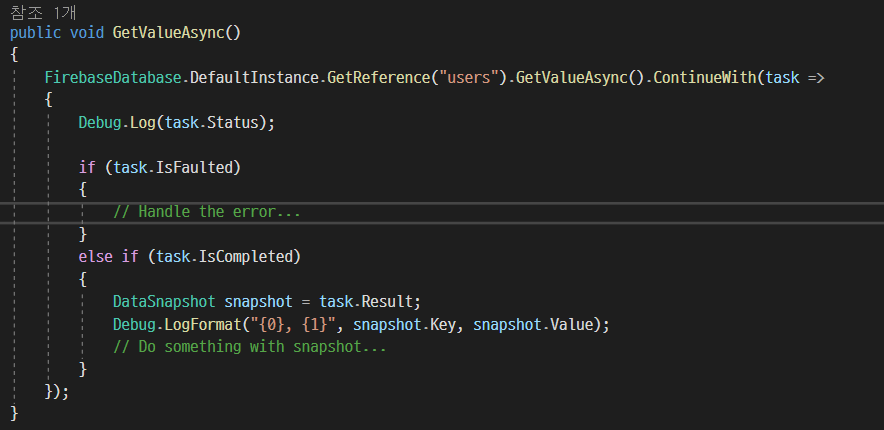 참조 1개
public void GetValueAsync()
{
FirebaseDatabase.DefaultInstance.GetReference("users").GetValueAsync().ContinueWith(task =>
{
Debug.Log(task.Status);
if (task.IsFaulted)
{
// Handle the error...
}
else if (task.IsCompleted)
{
DataSnapshot snapshot = task.Result;
Debug.LogFormat("{0}, {1}", snapshot.Key, snapshot.Value);
// Do something with snapshot...
}
});
}